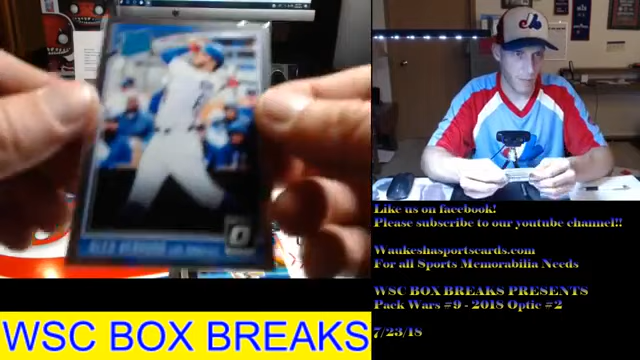 Like us on facebook!
Please subscribe to our youtube channel!!
Waukeshasportscards.com
For all Sports Memorabilia Needs
WSC BOX BREAKS PRESENTS
Pack Wars #9 - 2018 Optic #2
7/23/18
WSC BOX BREAKS